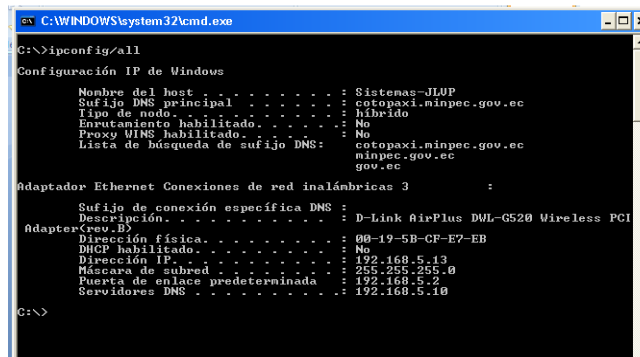 C:\WINDOWS\system32\cmd.exe
C:\>ipconfig/all
Configuración IP de Windows
Nombre del host . . . . . . . . . : Sistemas-JLVP
Sufijo DNS principal . . . . . . : cotopaxi.minpec.gov.ec
Tipo de nodo. . . . . . . . . . . : híbrido
Enrutamiento habilitado. . . . . .: No
Proxy WINS habilitado. . . . . : No
Lista de búsqueda de sufijo DNS: cotopaxi.minpec.gov.ec
minpec.gov.ec
gov.ec
Adaptador Ethernet Conexiones de red inalámbricas 3 :
Sufijo de conexión específica DNS :
Descripción. . . . . . . . . . . : D-Link AirPlus DWL-G520 Wireless PCI
Adapter(rev.B)
Dirección física. . . . . . . . . : 00-19-5B-CF-E7-EB
DHCP habilitado. . . . . . . . . : No
Dirección IP. . . . . . . . . . . : 192.168.5.13
Máscara de subred . . . . . . . . : 255.255.255.0
Puerta de enlace predeterminada : 192.168.5.2
Servidores DNS . . . . . . . . . .: 192.168.5.10
C:\>